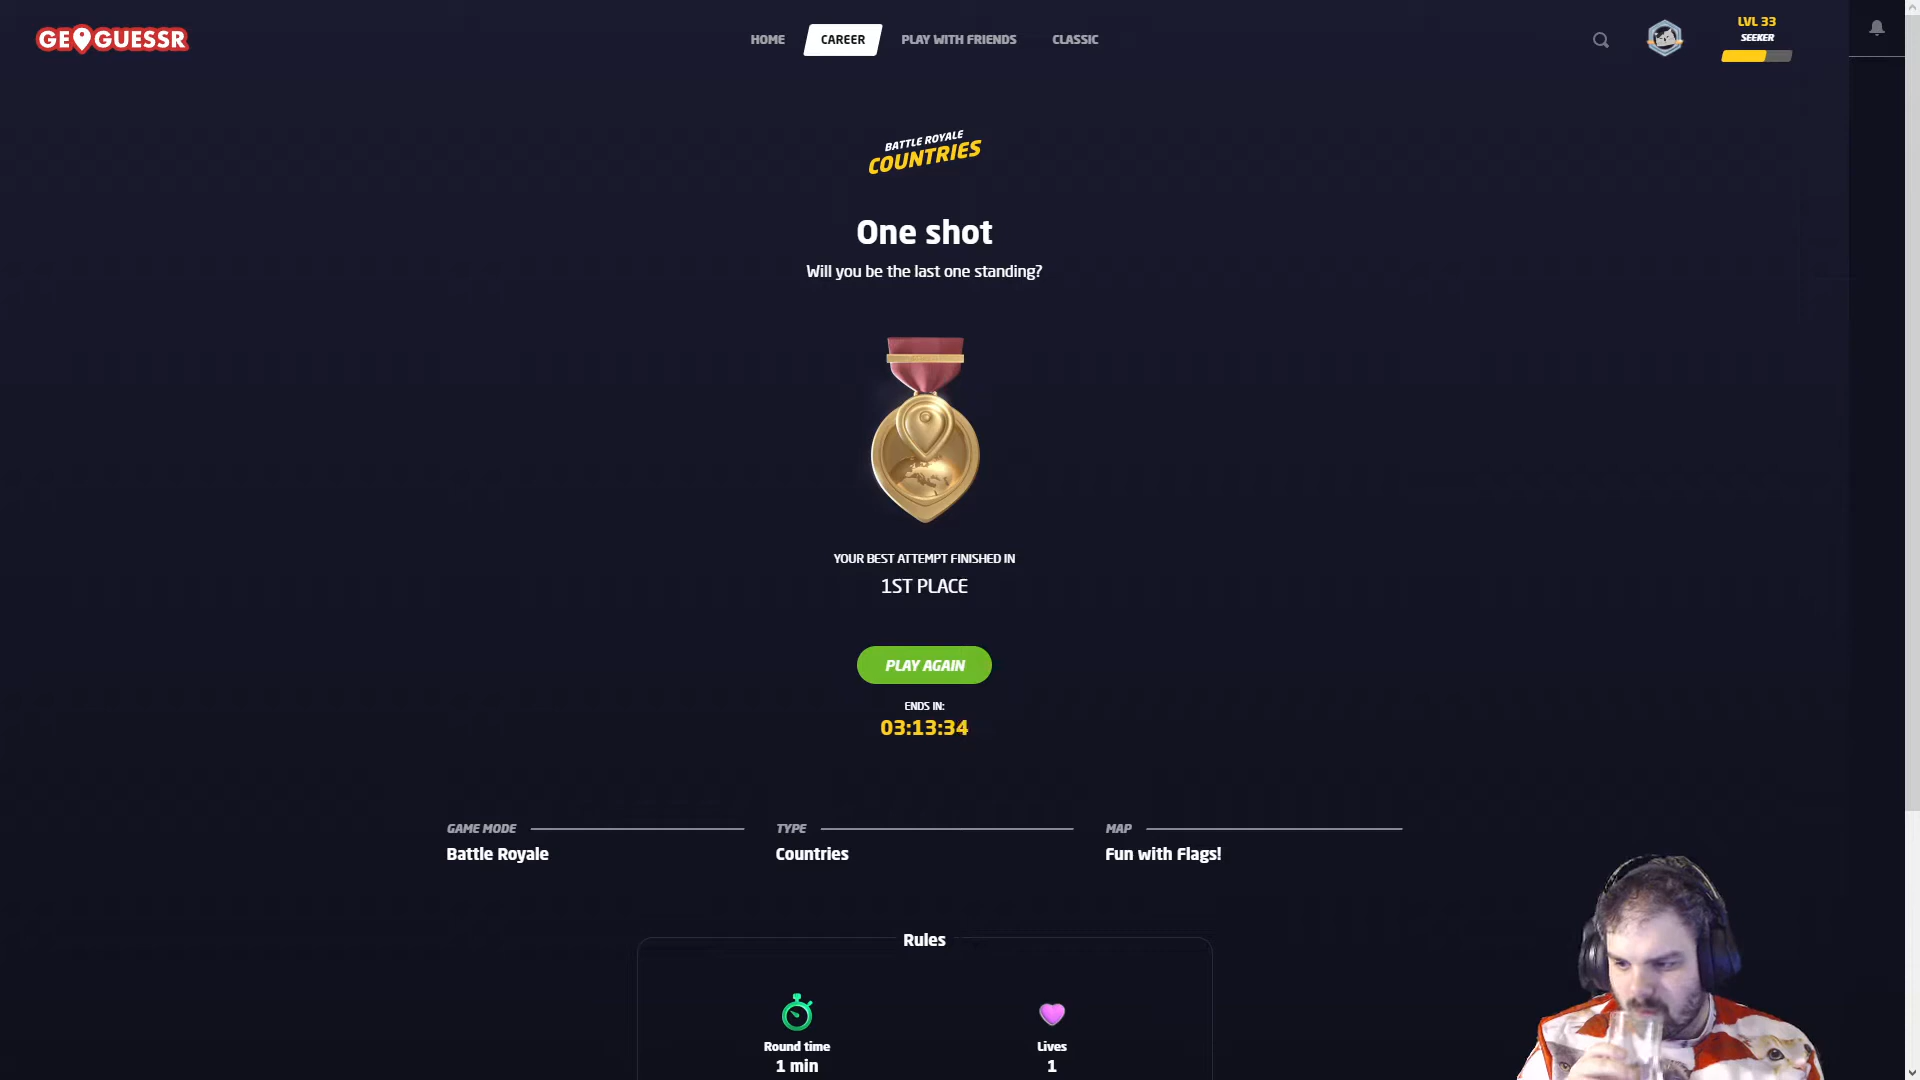 GEOGUESSR
HOME
CAREER
PLAY WITH FRIENDS
CLASSIC
LVL 33
SEEKER
BATTLE ROYALE
COUNTRIES
One shot
Will you be the last one standing?
YOUR BEST ATTEMPT FINISHED IN
1ST PLACE
PLAY AGAIN
ENDS IN:
03:13:34
GAME MODE
Battle Royale
TYPE
Countries
MAP
Fun with Flags!
Rules
Round time
1 min
Lives
1